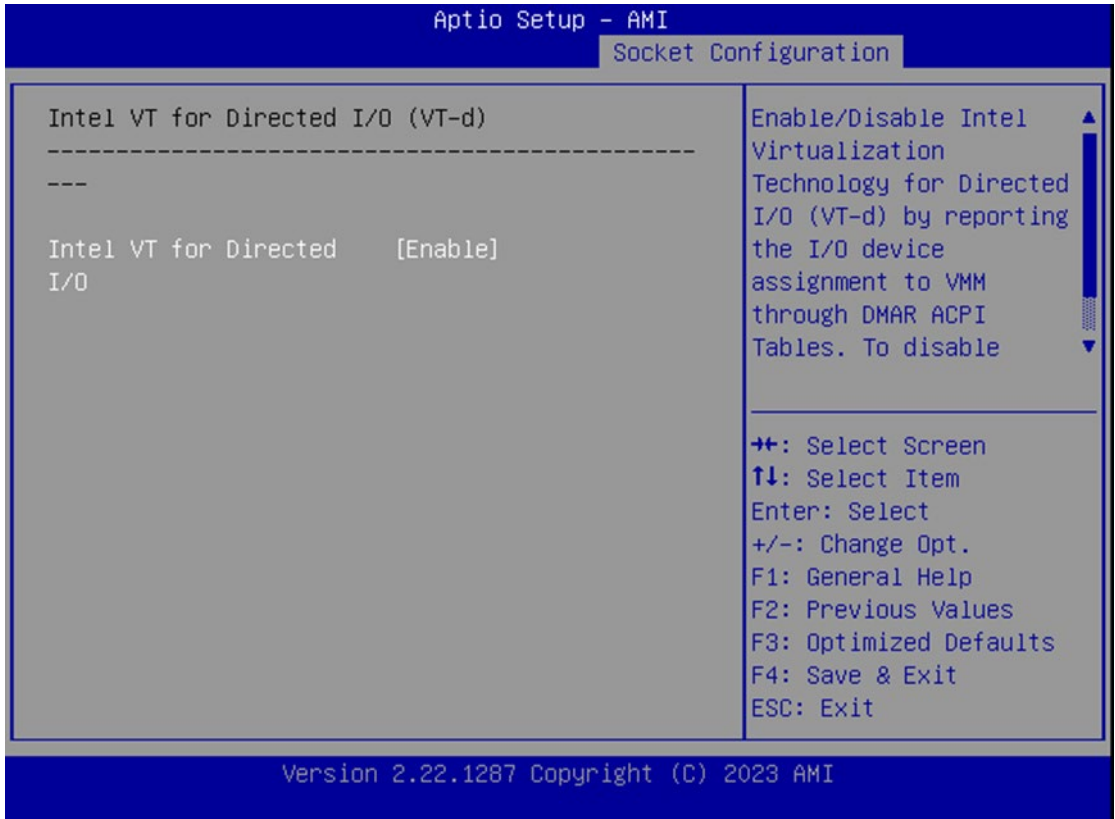 Aptio Setup – AMI
Socket Configuration
Intel VT for Directed I/O (VT-d)
-----------------------------------------------
---
Intel VT for Directed [Enable]
I/O
Enable/Disable Intel
Virtualization
Technology for Directed
I/O (VT-d) by reporting
the I/O device
assignment to VMM
through DMAR ACPI
Tables. To disable
→←: Select Screen
↑↓: Select Item
Enter: Select
+/-: Change Opt.
F1: General Help
F2: Previous Values
F3: Optimized Defaults
F4: Save & Exit
ESC: Exit
Version 2.22.1287 Copyright (C) 2023 AMI